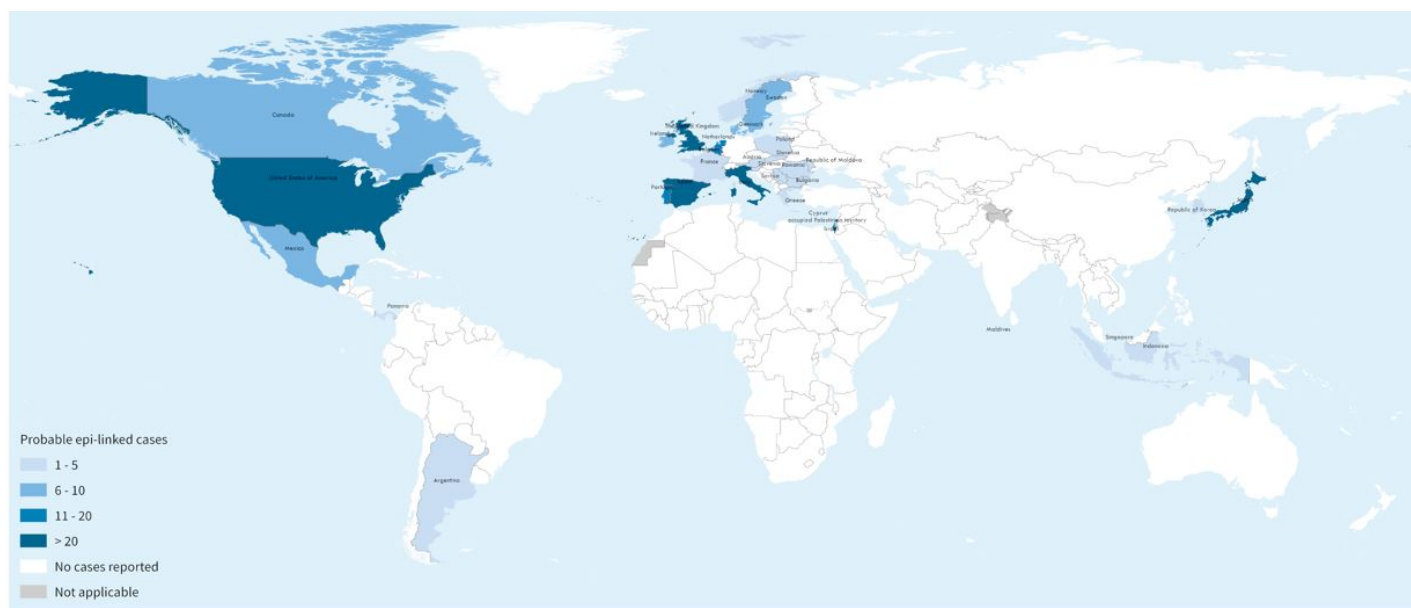 Norway
Sweden
Canada
The United Kingdom
Denmark
Ireland
Netherlands
Poland
Slovakia
Austria
France
Republic of Moldova
Romania
Serbia
United States of America
Bulgaria
Greece
Republic of Korea
Cyprus
occupied Palestinian territory
Israel
Mexico
Panama
Maldives
Singapore
Indonesia
Argentina
Probable epi-linked cases
1 - 5
6 - 10
11 - 20
> 20
No cases reported
Not applicable